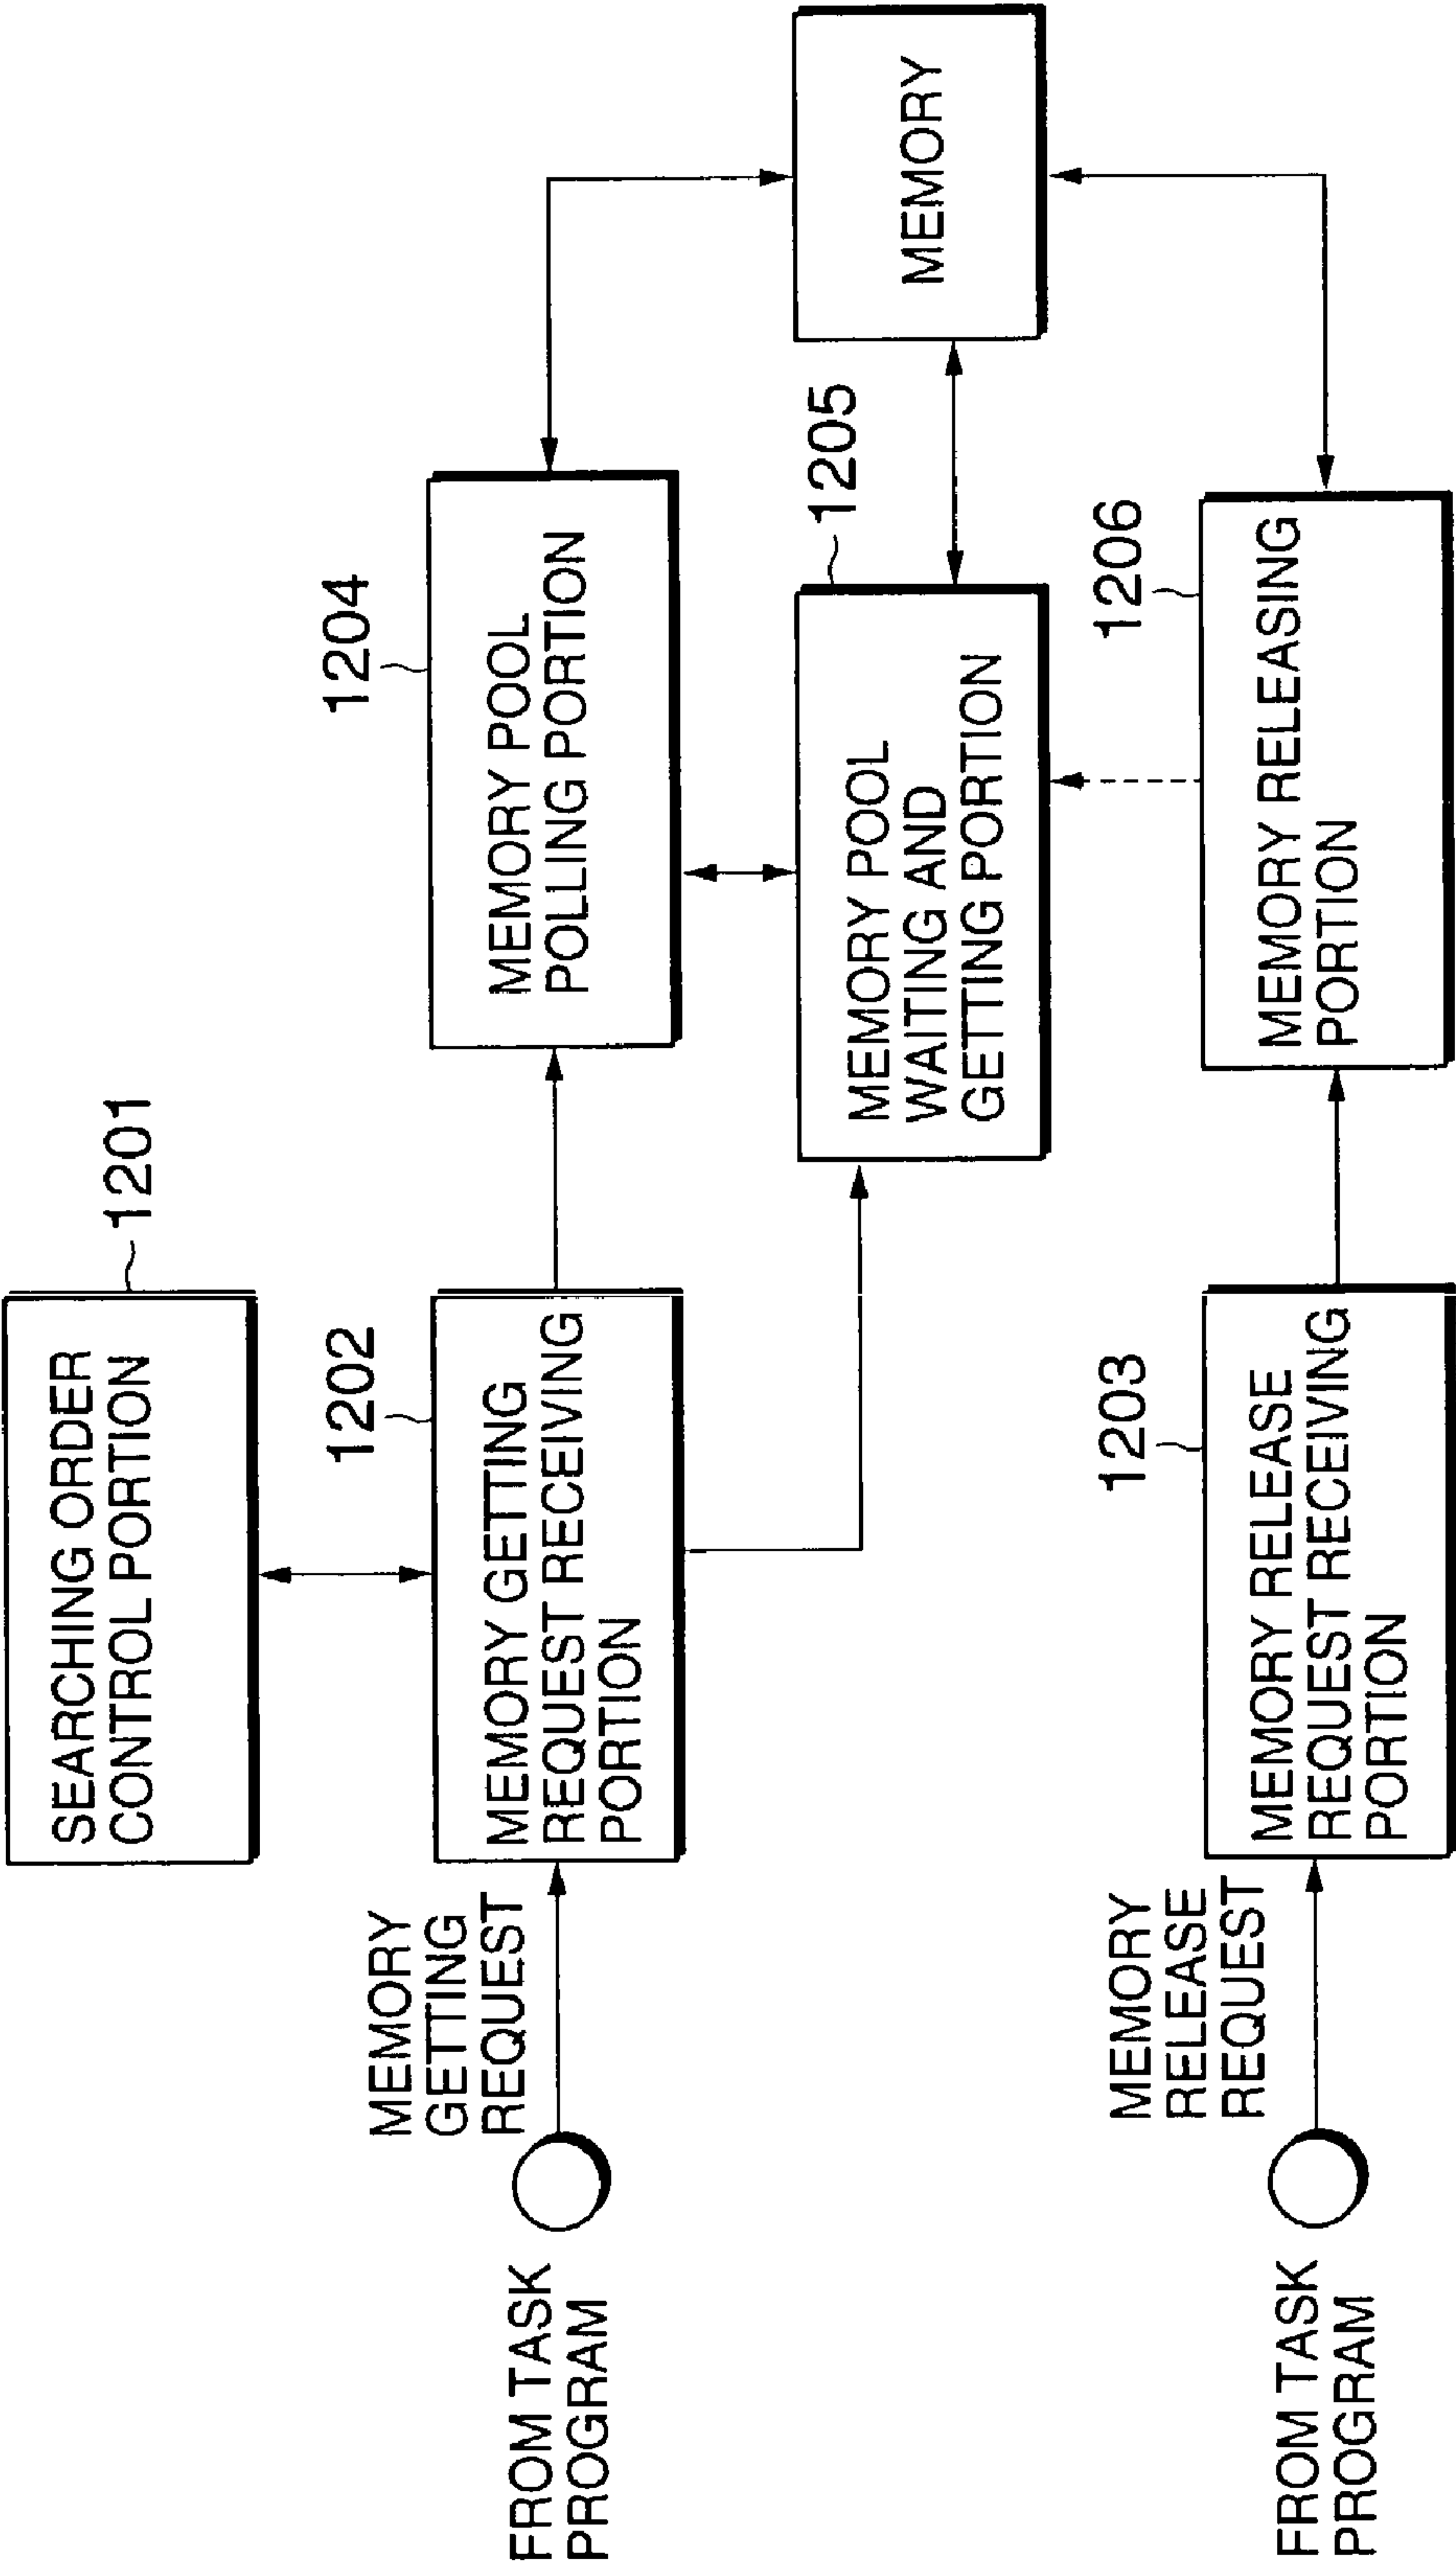 SEARCHING ORDER
CONTROL PORTION
1201
MEMORY
GETTING
REQUEST
FROM TASK
PROGRAM
MEMORY GETTING
REQUEST RECEIVING
PORTION
1202
MEMORY POOL
POLLING PORTION
1204
MEMORY POOL
WAITING AND
GETTING PORTION
1205
MEMORY
MEMORY
RELEASE
REQUEST
FROM TASK
PROGRAM
MEMORY RELEASE
REQUEST RECEIVING
PORTION
1203
MEMORY RELEASING
PORTION
1206